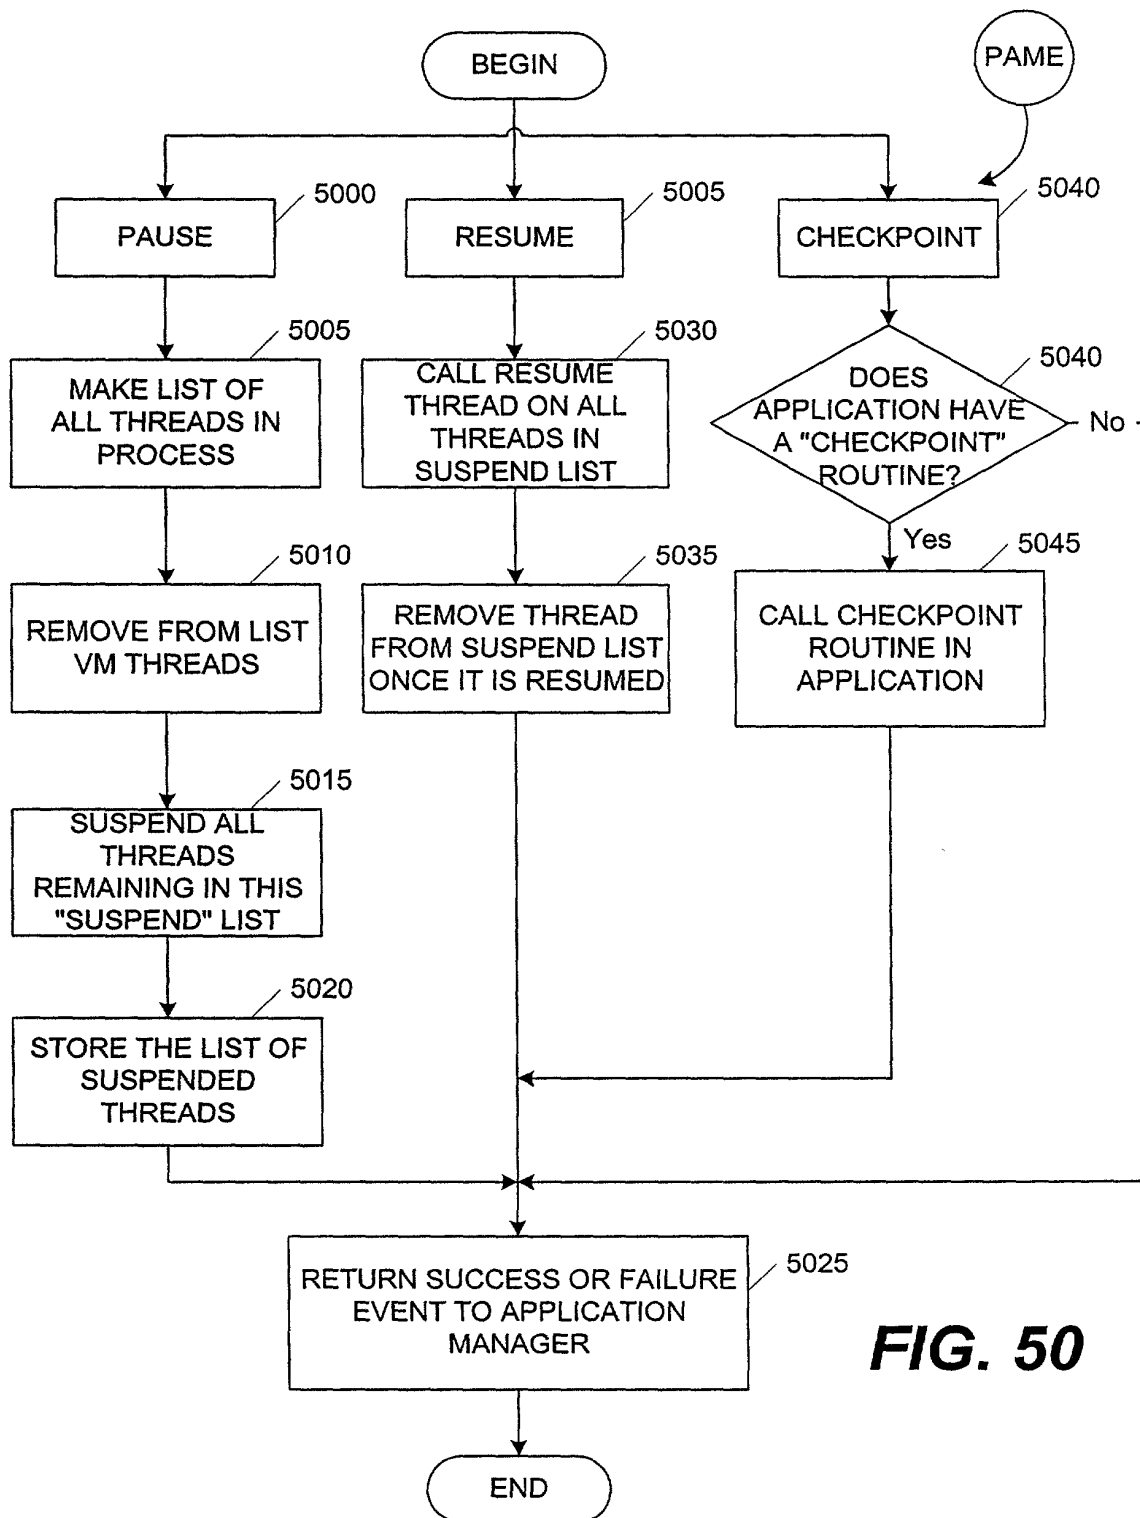 BEGIN
PAME
5000
PAUSE
5005
RESUME
5040
CHECKPOINT
5005
MAKE LIST OF
ALL THREADS IN
PROCESS
5030
CALL RESUME
THREAD ON ALL
THREADS IN
SUSPEND LIST
5040
DOES
APPLICATION HAVE
A "CHECKPOINT"
ROUTINE?
No
Yes
5010
REMOVE FROM LIST
VM THREADS
5035
REMOVE THREAD
FROM SUSPEND LIST
ONCE IT IS RESUMED
5045
CALL CHECKPOINT
ROUTINE IN
APPLICATION
5015
SUSPEND ALL
THREADS
REMAINING IN THIS
"SUSPEND" LIST
5020
STORE THE LIST OF
SUSPENDED
THREADS
5025
RETURN SUCCESS OR FAILURE
EVENT TO APPLICATION
MANAGER
FIG. 50
END